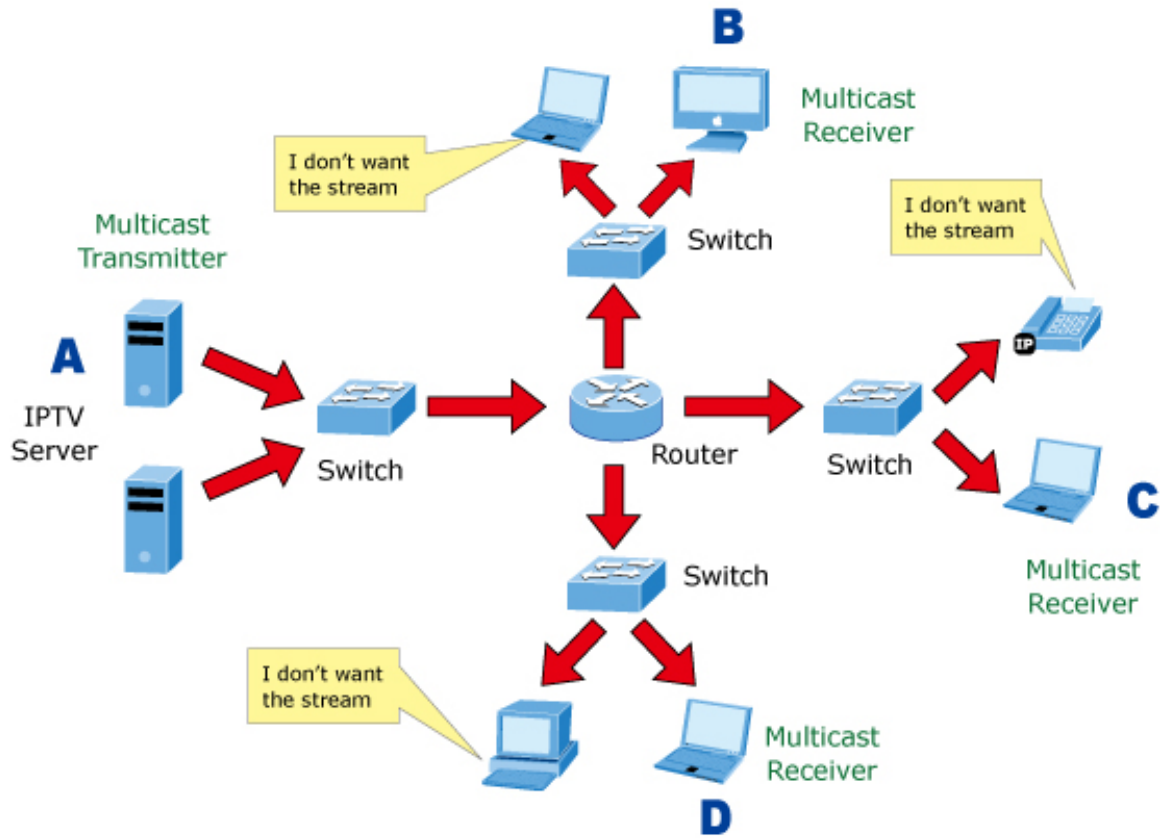 B
Multicast
Receiver
I don't want
the stream
Switch
I don't want
the stream
Multicast
Transmitter
A
IPTV
Server
Switch
Router
IP
Switch
C
Multicast
Receiver
Switch
I don't want
the stream
Multicast
Receiver
D